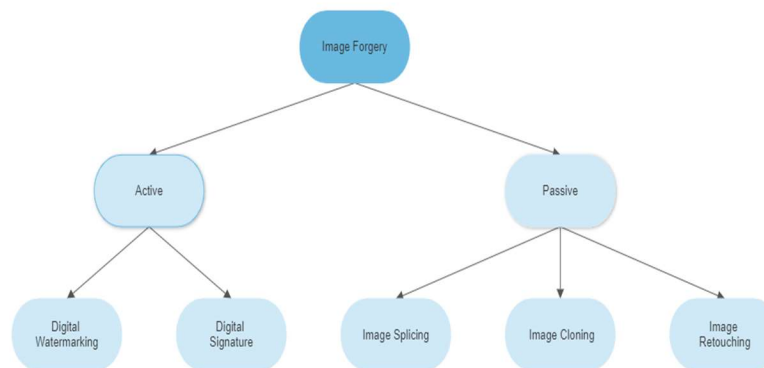 Image Forgery
Active
Passive
Digital
Watermarking
Digital
Signature
Image Splicing
Image Cloning
Image
Retouching